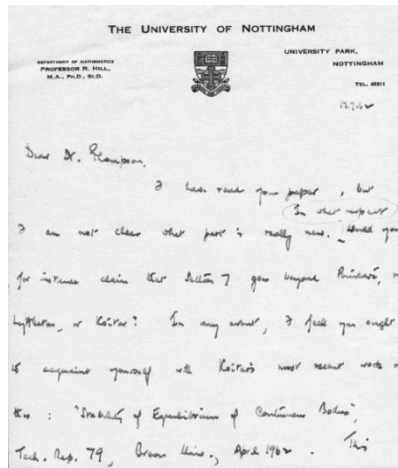 THE UNIVERSITY OF NOTTINGHAM
DEPARTMENT OF MATHEMATICS
PROFESSOR R. HILL,
M.A., PH.D., SC.D.
UNIVERSITY PARK,
NOTTINGHAM
TEL.
Dear Dr. Thompson,
I have read your paper, but
In what respect
I am not clear what part is really new. Would you
for instance claim that Section 7 goes beyond Poincaré,
Lyttleton, or Koiter? In any event, I feel you ought
to acquaint yourself with Koiter's most recent work
this: "Stability of Equilibrium of Continuous Bodies",
Tech. Rep. 79, Brown Univ., April 1962. This